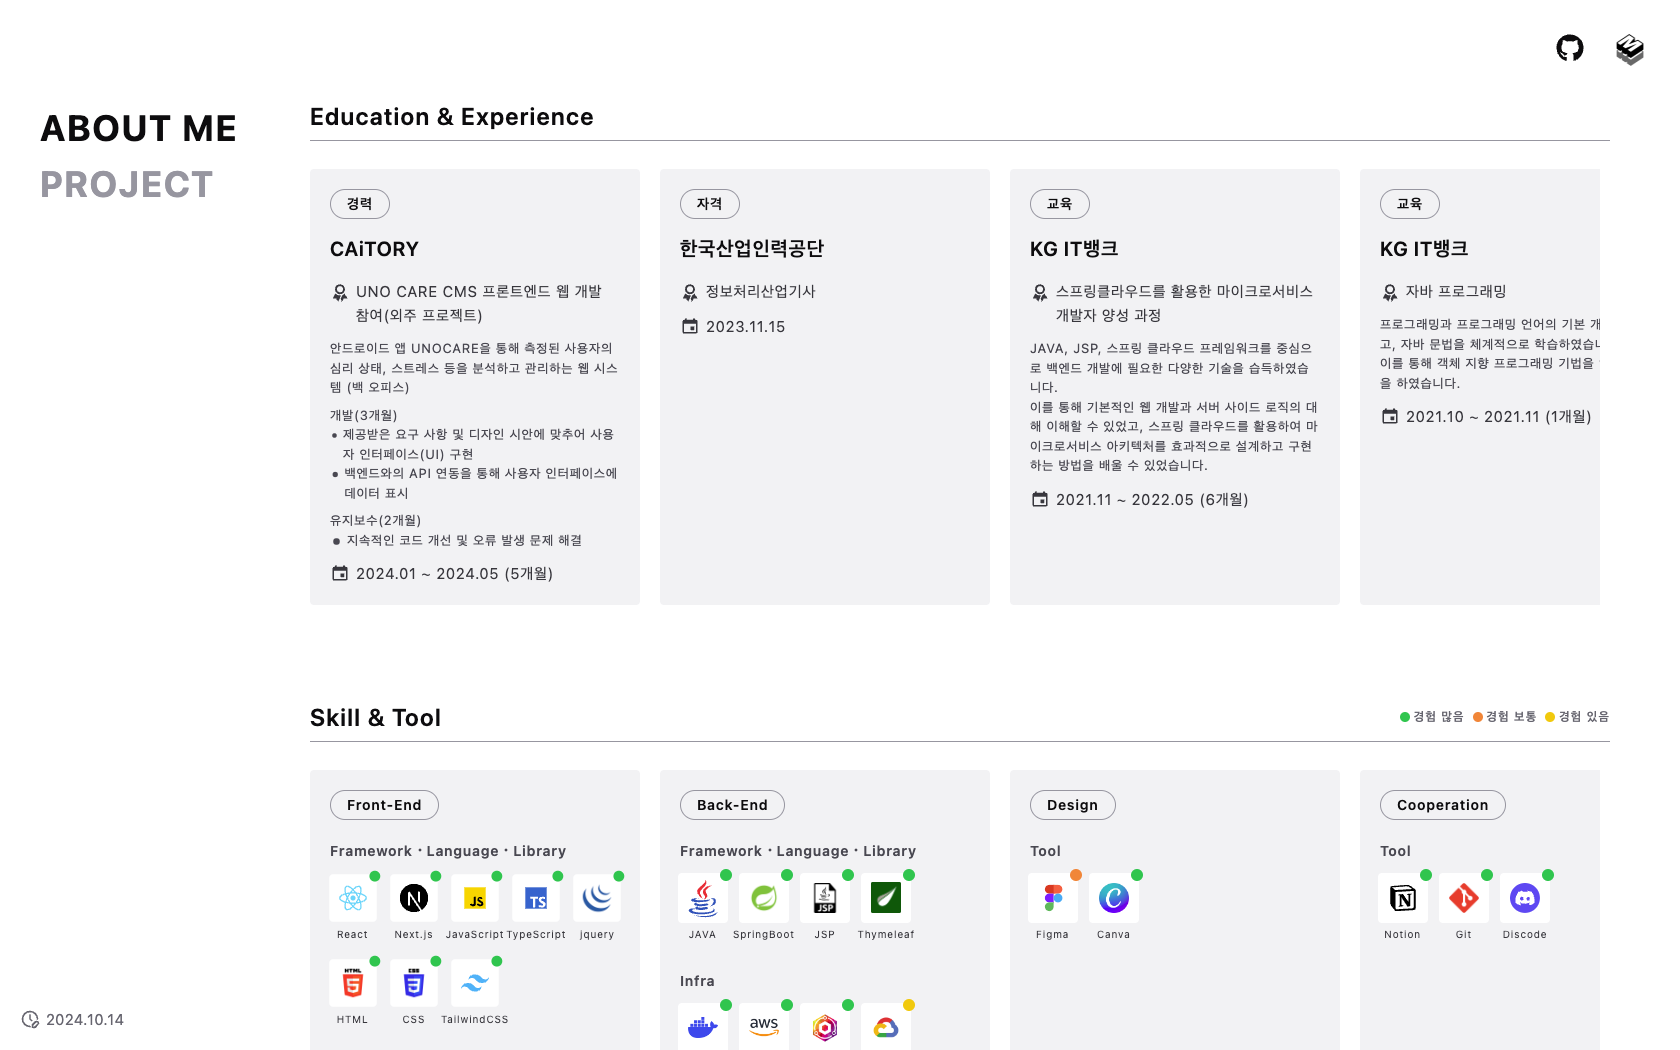 ABOUT ME
PROJECT
Education & Experience
경력
CAiTORY
UNO CARE CMS 프론트엔드 웹 개발
참여(외주 프로젝트)
안드로이드 앱 UNOCARE을 통해 측정된 사용자의
심리 상태, 스트레스 등을 분석하고 관리하는 웹 시스
템 (백 오피스)
개발(3개월)
• 제공받은 요구 사항 및 디자인 시안에 맞추어 사용
자 인터페이스(UI) 구현
• 백엔드와의 API 연동을 통해 사용자 인터페이스에
데이터 표시
유지보수(2개월)
• 지속적인 코드 개선 및 오류 발생 문제 해결
2024.01 ~ 2024.05 (5개월)
자격
한국산업인력공단
정보처리산업기사
2023.11.15
교육
KG IT뱅크
스프링클라우드를 활용한 마이크로서비스
개발자 양성 과정
JAVA, JSP, 스프링 클라우드 프레임워크를 중심으
로 백엔드 개발에 필요한 다양한 기술을 습득하였습
니다.
이를 통해 기본적인 웹 개발과 서버 사이드 로직의 대
해 이해할 수 있었고, 스프링 클라우드를 활용하여 마
이크로서비스 아키텍처를 효과적으로 설계하고 구현
하는 방법을 배울 수 있었습니다.
2021.11 ~ 2022.05 (6개월)
교육
KG IT뱅크
자바 프로그래밍
프로그래밍과 프로그래밍 언어의 기본 개
고, 자바 문법을 체계적으로 학습하였습니
이를 통해 객체 지향 프로그래밍 기법을
을 하였습니다.
2021.10 ~ 2021.11 (1개월)
Skill & Tool
경험 많음 경험 보통 경험 있음
Front-End
Framework・Language・Library
JS
TS
React Next.js JavaScript TypeScript jquery
HTML
CSS
HTML CSS TailwindCSS
Back-End
Framework・Language・Library
JSP
JAVA SpringBoot JSP Thymeleaf
Infra
aws
Design
Tool
Figma Canva
Cooperation
Tool
Notion Git Discode
2024.10.14